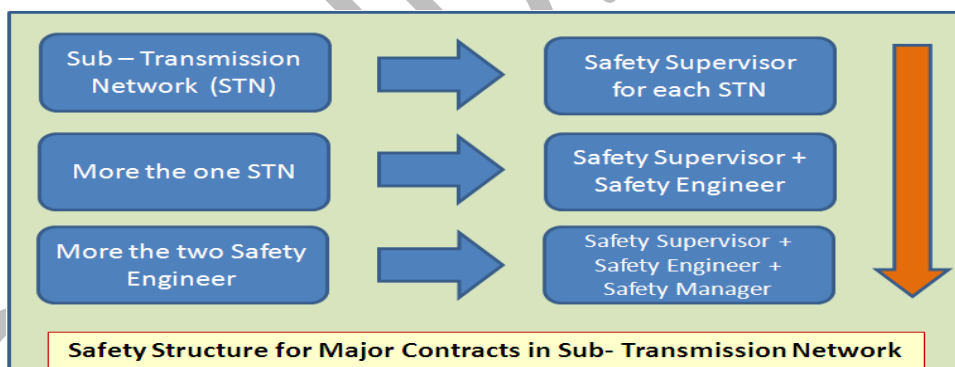 Sub – Transmission
Network (STN)
Safety Supervisor
for each STN
More the one STN
Safety Supervisor +
Safety Engineer
More the two Safety
Engineer
Safety Supervisor +
Safety Engineer +
Safety Manager
Safety Structure for Major Contracts in Sub- Transmission Network